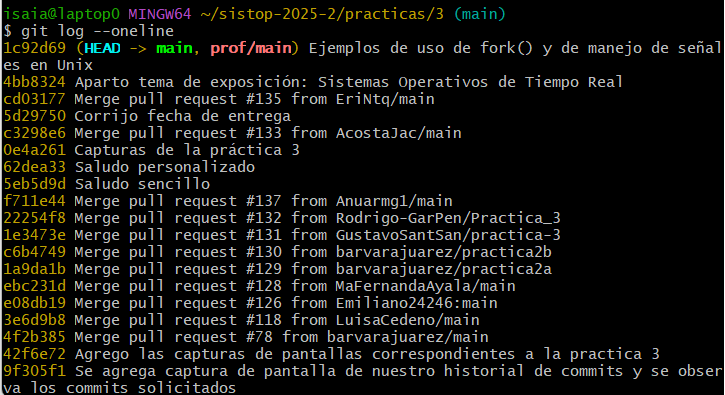 isaia@laptop0 MINGW64 ~/sistop-2025-2/practicas/3 (main)
$ git log --oneline
1c92d69 (HEAD -> main, prof/main) Ejemplos de uso de fork() y de manejo de señal
es en Unix
4bb8324 Aparto tema de exposición: Sistemas Operativos de Tiempo Real
cd03177 Merge pull request #135 from EriNtq/main
5d29750 Corrijo fecha de entrega
c3298e6 Merge pull request #133 from AcostaJac/main
0e4a261 Capturas de la práctica 3
62dea33 Saludo personalizado
5eb5d9d Saludo sencillo
f711e44 Merge pull request #137 from Anuarmg1/main
22254f8 Merge pull request #132 from Rodrigo-GarPen/Practica_3
1e3473e Merge pull request #131 from GustavoSantSan/practica-3
c6b4749 Merge pull request #130 from barvarajuarez/practica2b
1a9da1b Merge pull request #129 from barvarajuarez/practica2a
ebc231d Merge pull request #128 from MaFernandaAyala/main
e08db19 Merge pull request #126 from Emiliano24246:main
3e6d9b8 Merge pull request #118 from LuisaCedeno/main
4f2b385 Merge pull request #78 from barvarajuarez/main
42f6e72 Agrego las capturas de pantallas correspondientes a la practica 3
9f305f1 Se agrega captura de pantalla de nuestro historial de commits y se obser
va los commits solicitados